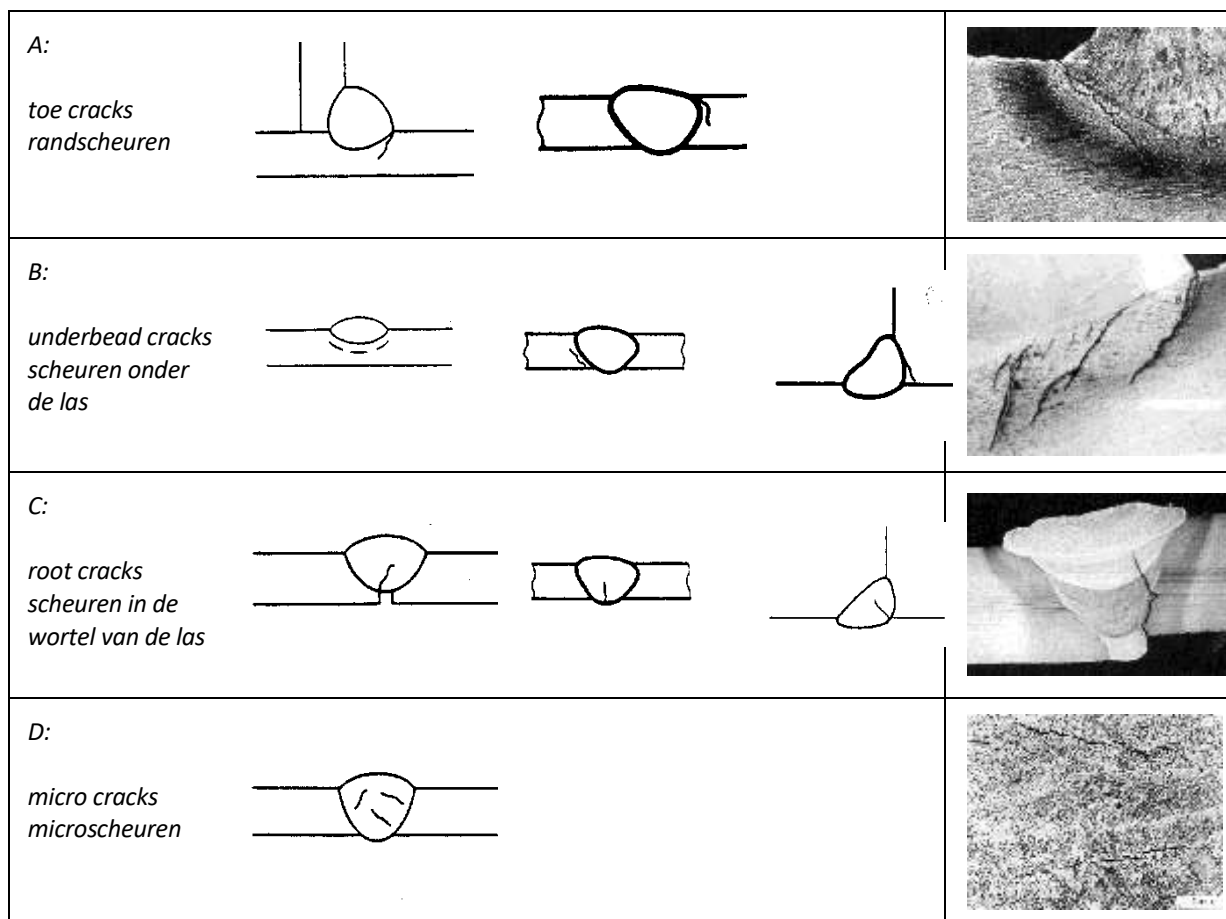 A:
toe cracks
randscheuren
B:
underbead cracks
scheuren onder
de las
C:
root cracks
scheuren in de
wortel van de las
D:
micro cracks
microscheuren